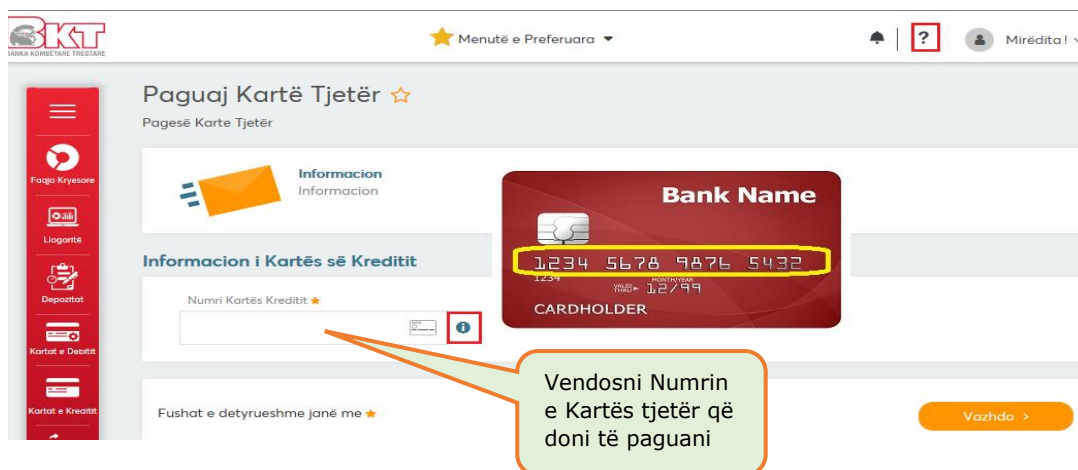 BKT
BANKA KOMBËTARE TREGTARE
Menutë e Preferuara
?
Mirëdita!
Paguaj Kartë Tjetër
Pagesë Karte Tjetër
Faqja Kryesore
Informacion
Informacion
Llogaritë
Informacion i Kartës së Kreditit
Depozitat
Numri Kartës Kreditit
Kartat e Debitit
Kartat e Kreditit
Bank Name
1234 5678 9876 5432
1234
MONTH/YEAR
VALID
THRU 12/99
CARDHOLDER
Vendosni Numrin
e Kartës tjetër që
doni të paguani
Fushat e detyrueshme janë me
Vazhdo >